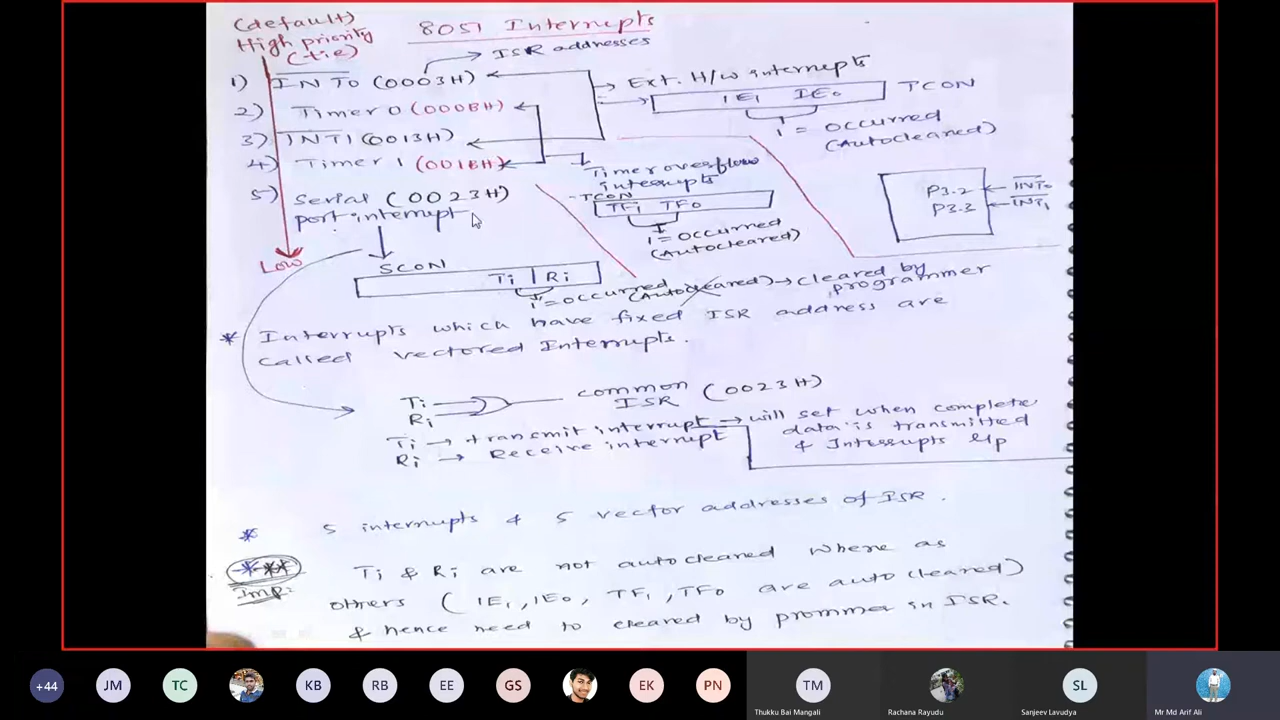 (default)
High priority
(tie)
8051 Interrupts
ISR addresses
1) INT0 (0003H)
2) Timer 0 (000BH)
3) INT1 (0013H)
4) Timer 1 (001BH)
5) Serial (0023H)
port interrupt
Low
Ext. H/W interrupts
IE1 IE0 TCON
1 = occurred
(Autocleared)
Timer overflow
interrupts
TCON
TF1 TF0
1 = occurred
(Autocleared)
P3.2 INT0
P3.3 INT1
SCON
Ti Ri
1 = occurred (Autocleared) → cleared by
programmer
* Interrupts which have fixed ISR address are
called vectored Interrupts.
Ti
Ri
common (0023H)
ISR
Ti → transmit interrupt → will set when complete
data is transmitted
& Interrupts μp
Ri → Receive interrupt
* 5 interrupts & 5 vector addresses of ISR.
***
Imp:
Ti & Ri are not autocleared where as
others ( IE1, IE0, TF1, TF0 are auto cleared)
& hence need to cleared by prommer in ISR.
+44 JM TC KB RB EE GS EK PN TM SL
Thukku Bai Mangali Rachana Rayudu Sanjeev Lavudya Mr Md Arif Ali